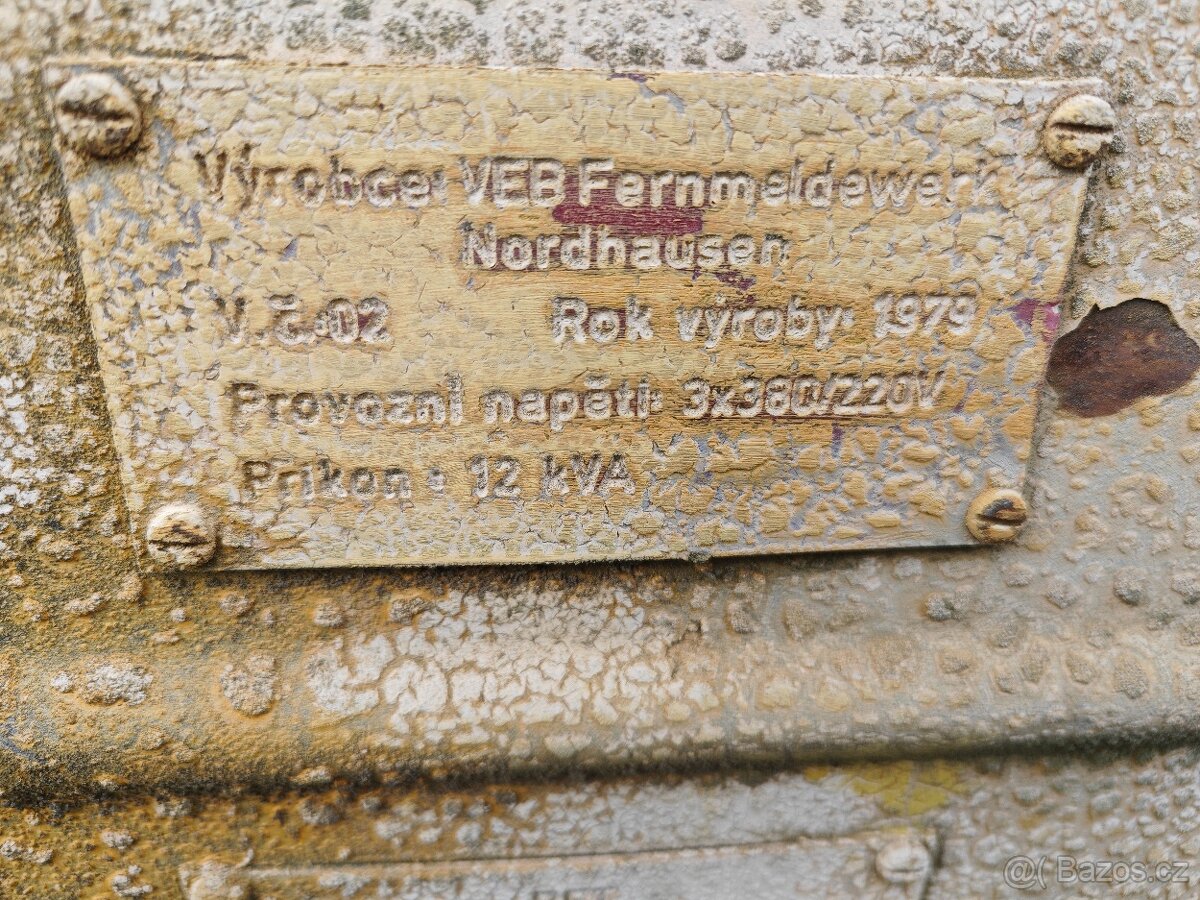 Výrobce: VEB Fernmeldewerk
Nordhausen
V.č.: 02 Rok výroby: 1979
Provozní napětí: 3x380/220V
Příkon: 12 kVA
@( Bazos.cz